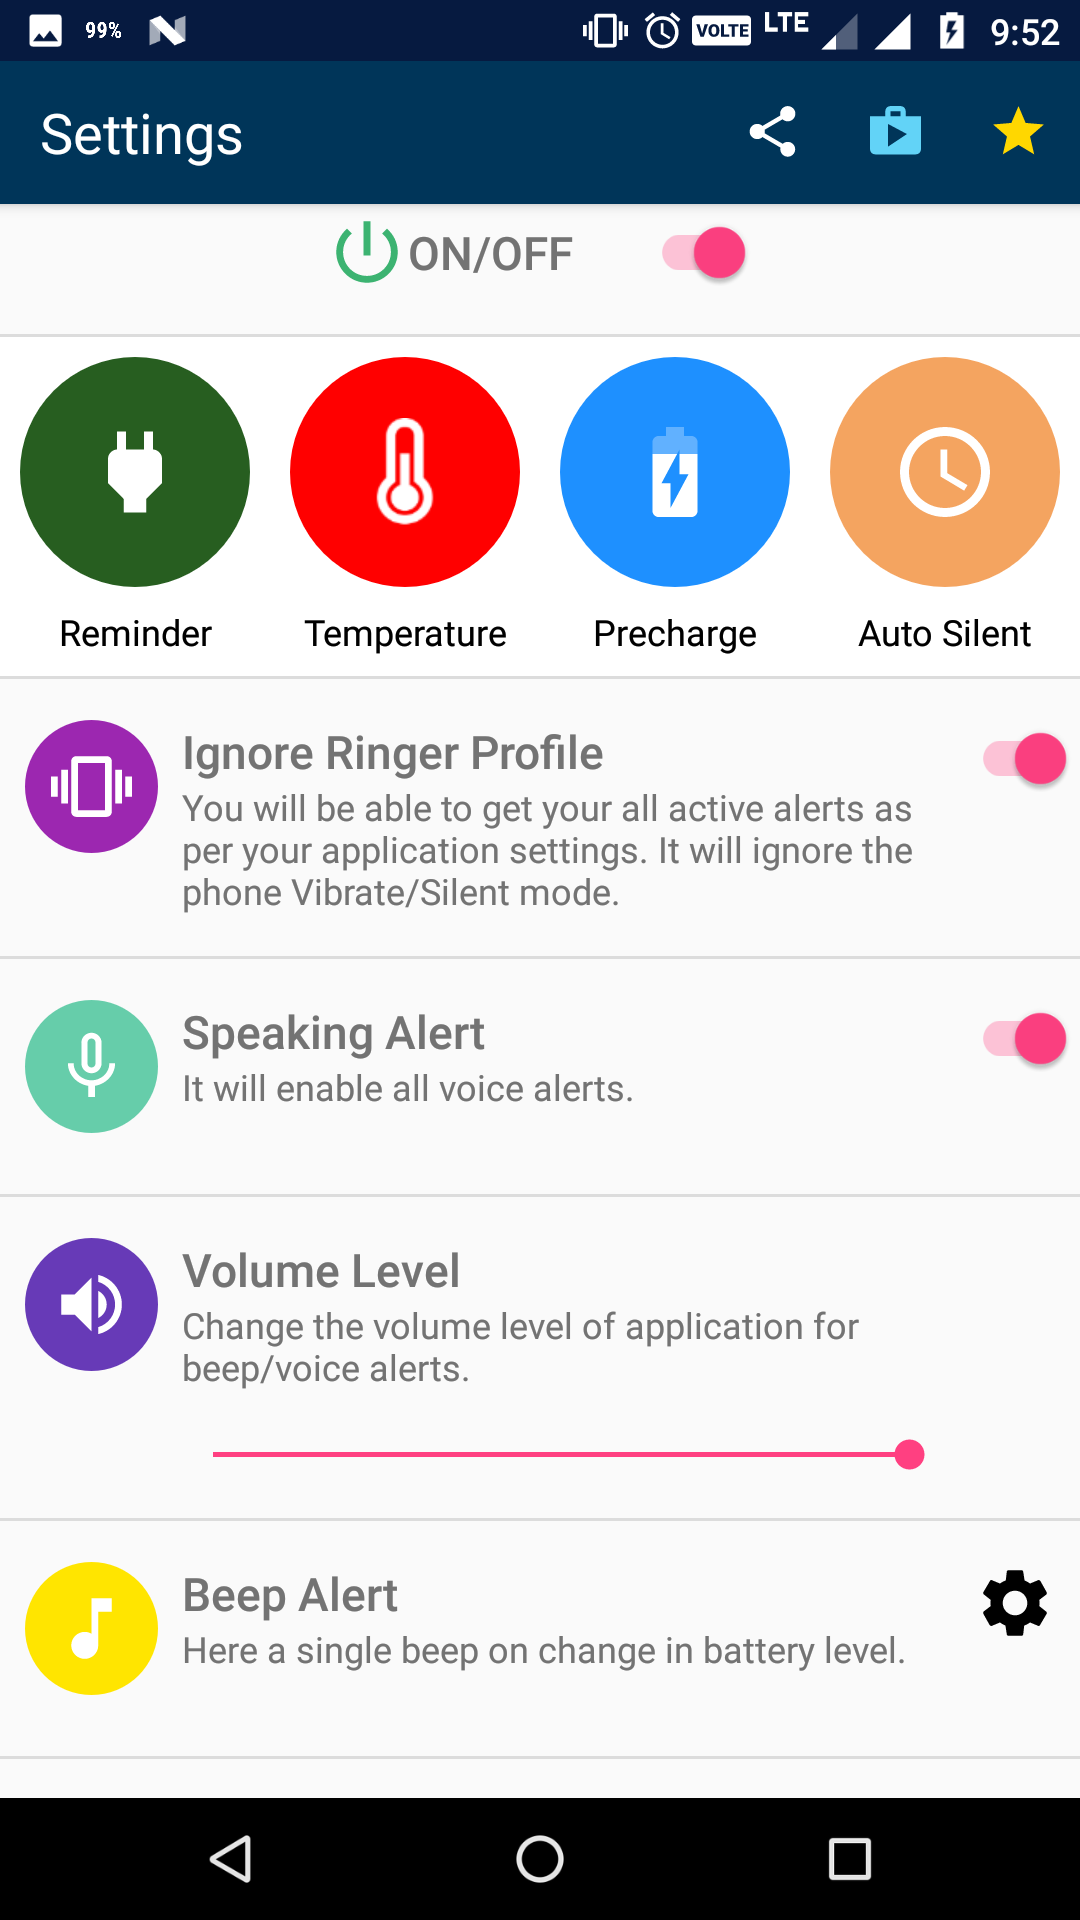 99% VOLTE LTE 9:52
Settings
ON/OFF
Reminder Temperature Precharge Auto Silent
Ignore Ringer Profile
You will be able to get your all active alerts as
per your application settings. It will ignore the
phone Vibrate/Silent mode.
Speaking Alert
It will enable all voice alerts.
Volume Level
Change the volume level of application for
beep/voice alerts.
Beep Alert
Here a single beep on change in battery level.